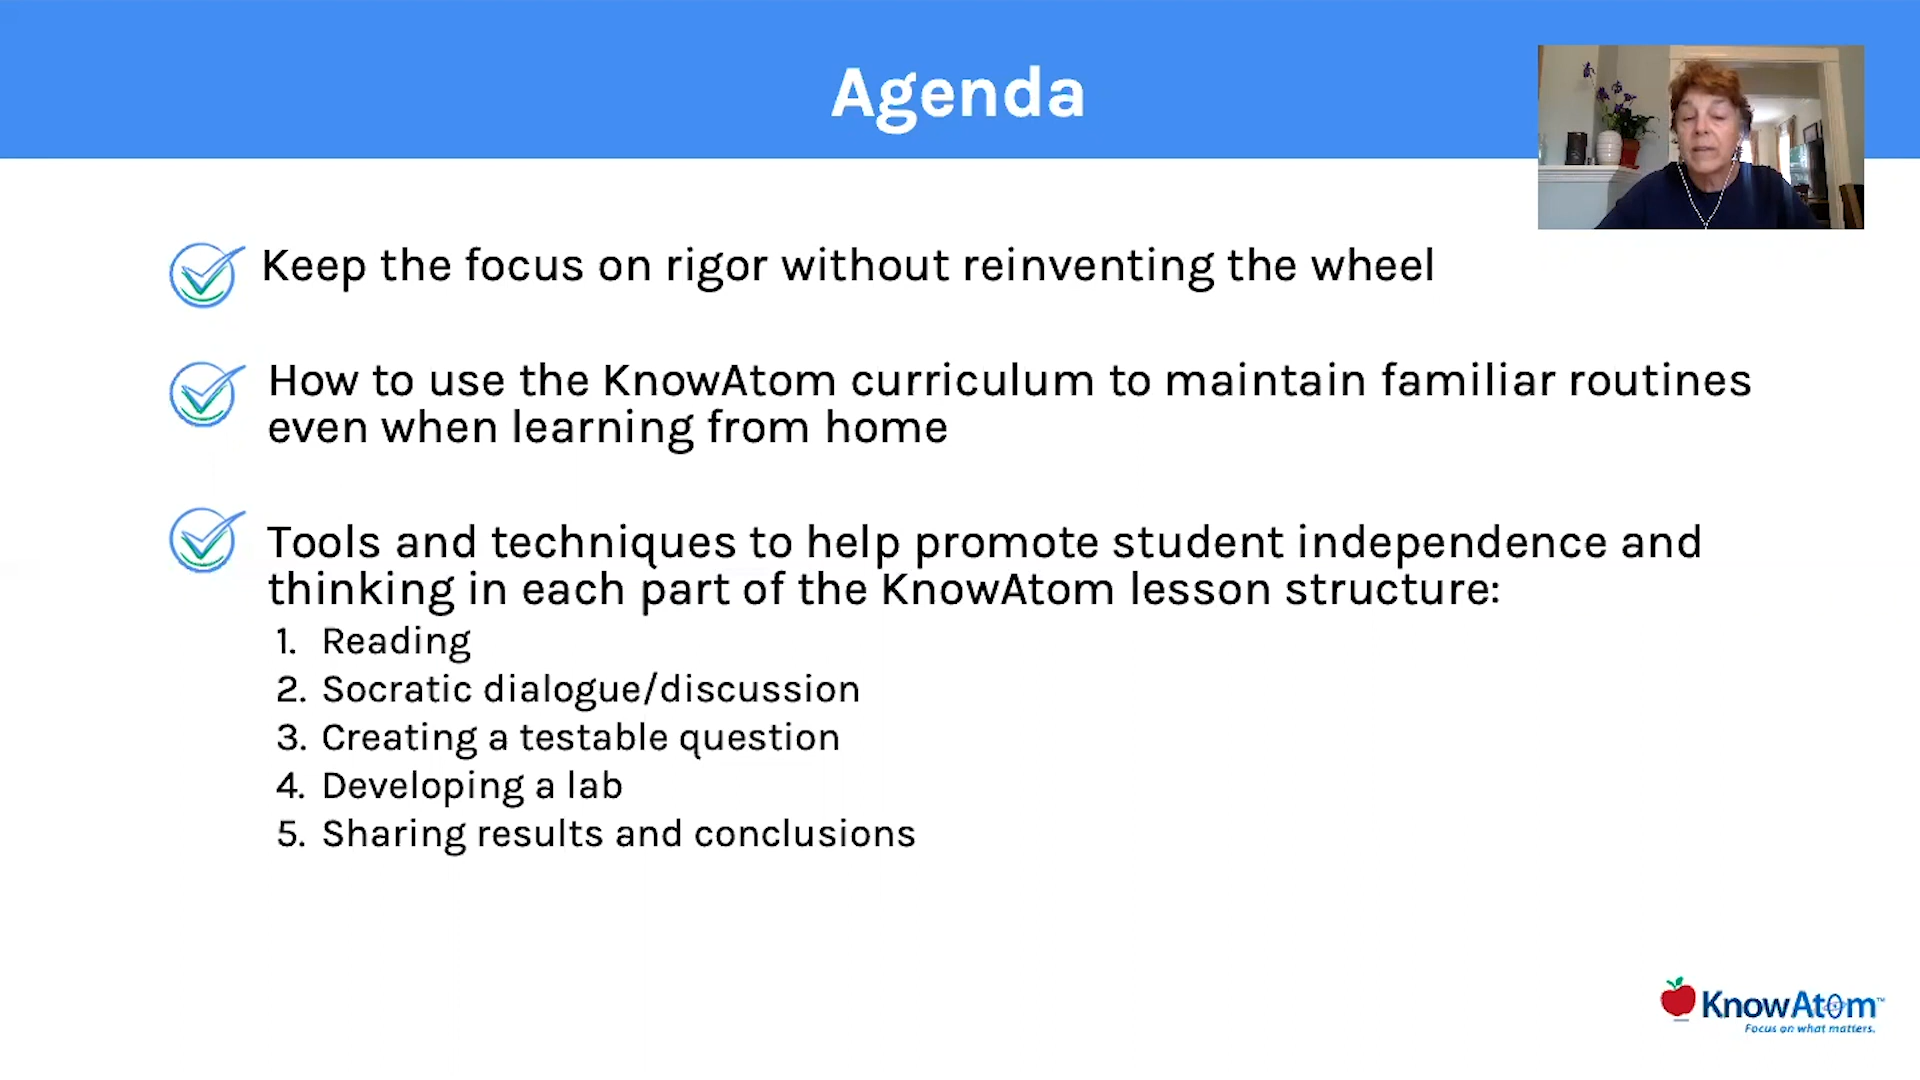 Agenda
Keep the focus on rigor without reinventing the wheel
How to use the KnowAtom curriculum to maintain familiar routines
even when learning from home
Tools and techniques to help promote student independence and
thinking in each part of the KnowAtom lesson structure:
1. Reading
2. Socratic dialogue/discussion
3. Creating a testable question
4. Developing a lab
5. Sharing results and conclusions
KnowAtom™
Focus on what matters.